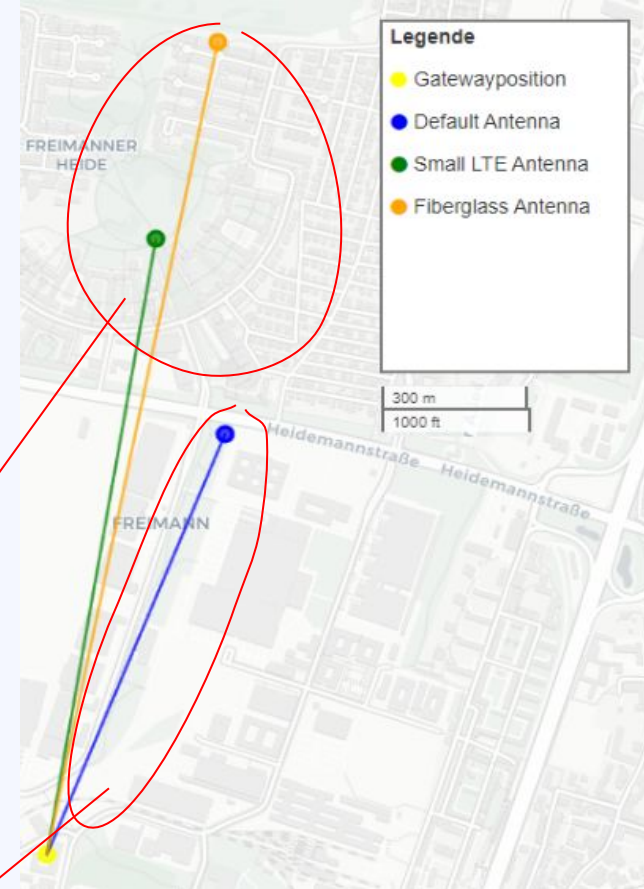 Legende
Gatewayposition
Default Antenna
Small LTE Antenna
Fiberglass Antenna
FREIMANNER
HEIDE
300 m
1000 ft
Heidemannstraße
Heidemannstraße
FREIMANN